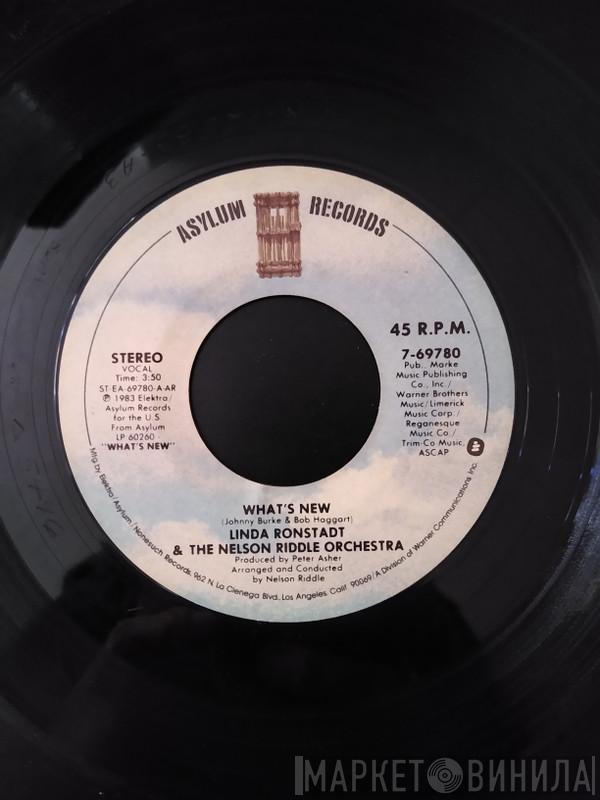 ASYLUM RECORDS
45 R.P.M.
STEREO
VOCAL
Time: 3:50
ST-EA-69780-A-AR
℗ 1983 Elektra/
Asylum Records
for the U.S.
From Asylum
LP 60260 -
"WHAT'S NEW"
7-69780
Pub., Marke
Music Publishing
Co., Inc./
Warner Brothers
Music/Limerick
Music Corp./
Reganesque
Music Co./
Trim-Co Music,
ASCAP
WHAT'S NEW
(Johnny Burke & Bob Haggart)
LINDA RONSTADT
& THE NELSON RIDDLE ORCHESTRA
Produced by Peter Asher
Arranged and Conducted
by Nelson Riddle
Mfg by Elektra/Asylum/Nonesuch Records, 962 N. La Cienega Blvd., Los Angeles, Calif. 90069/A Division of Warner Communications Inc.
МАРКЕТ ВИНИЛА